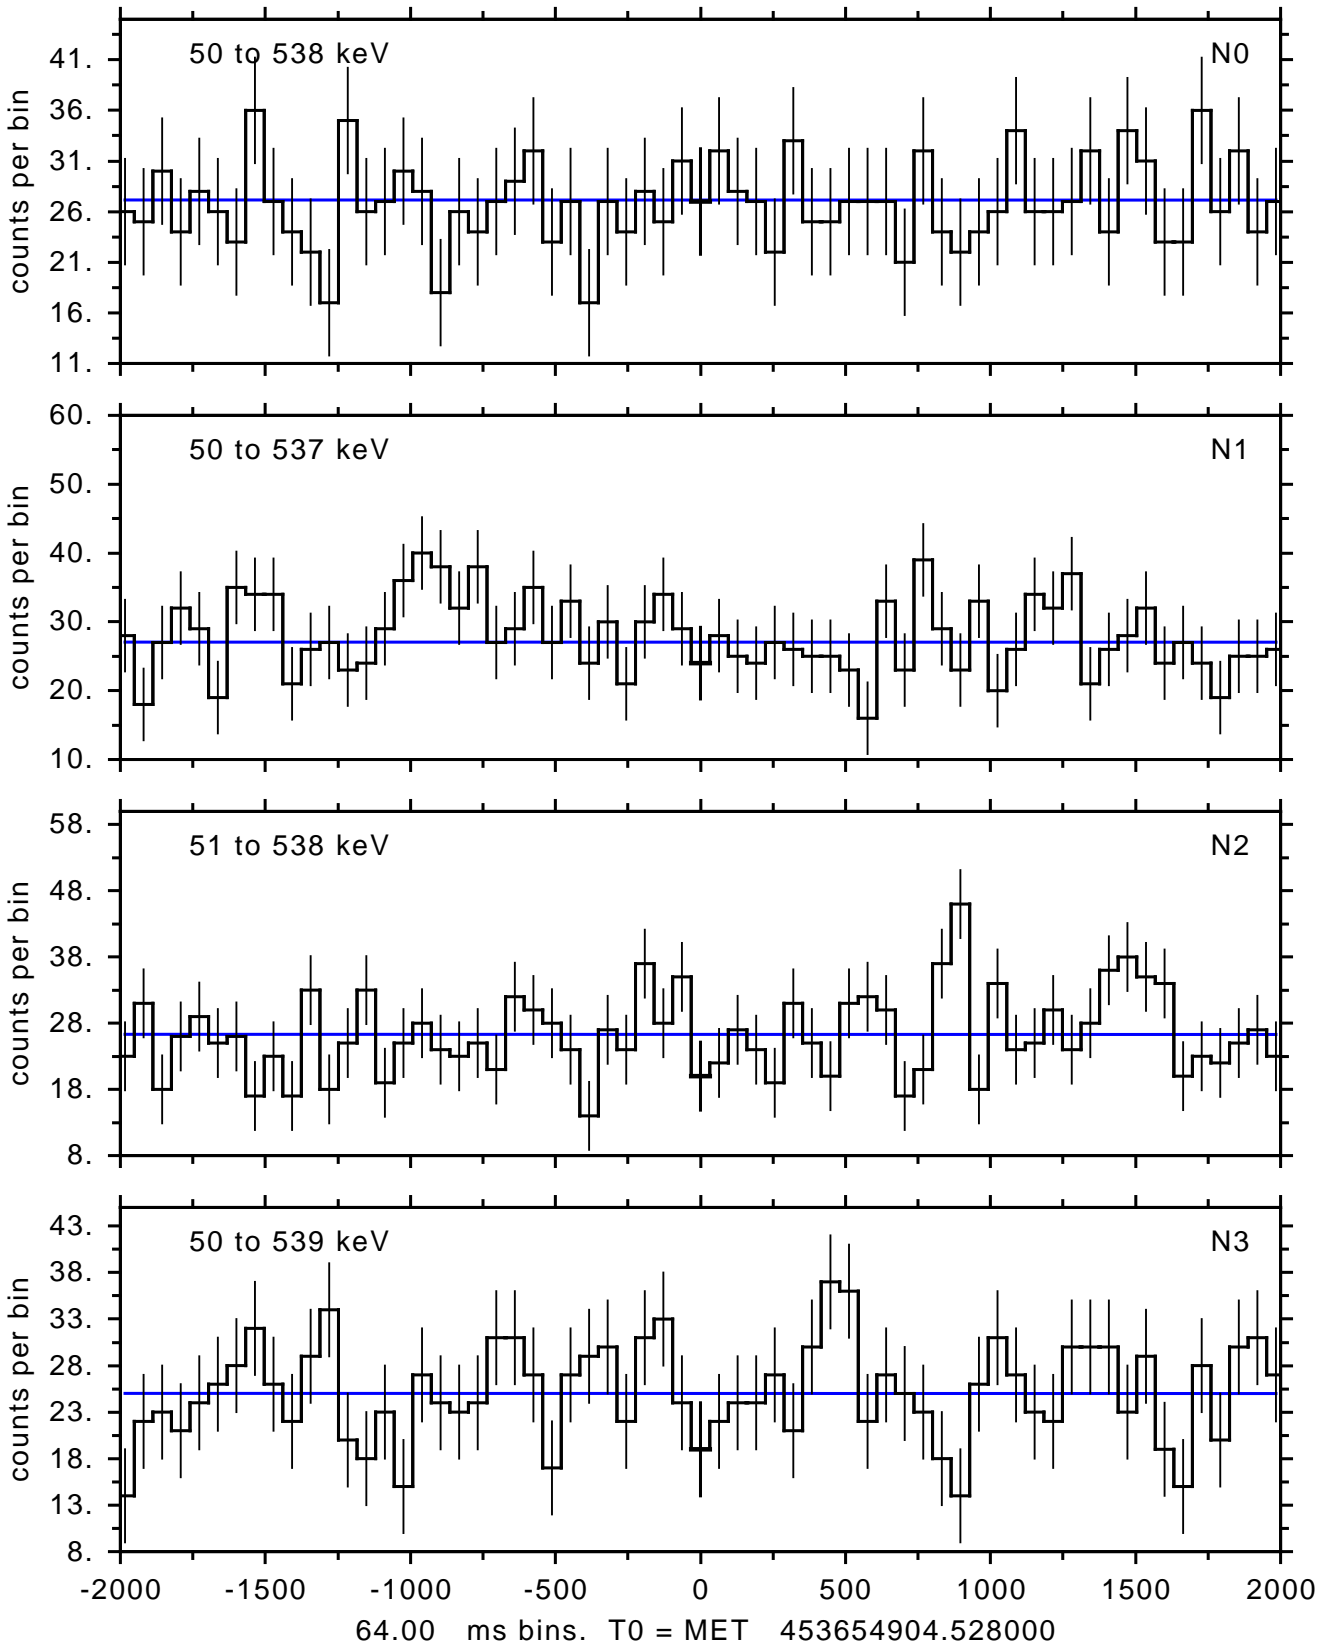 50 to 538 keV N0
counts per bin
41.
36.
31.
26.
21.
16.
11.
50 to 537 keV N1
counts per bin
60.
50.
40.
30.
20.
10.
51 to 538 keV N2
counts per bin
58.
48.
38.
28.
18.
8.
50 to 539 keV N3
counts per bin
43.
38.
33.
28.
23.
18.
13.
8.
-2000 -1500 -1000 -500 0 500 1000 1500 2000
64.00 ms bins. T0 = MET 453654904.528000